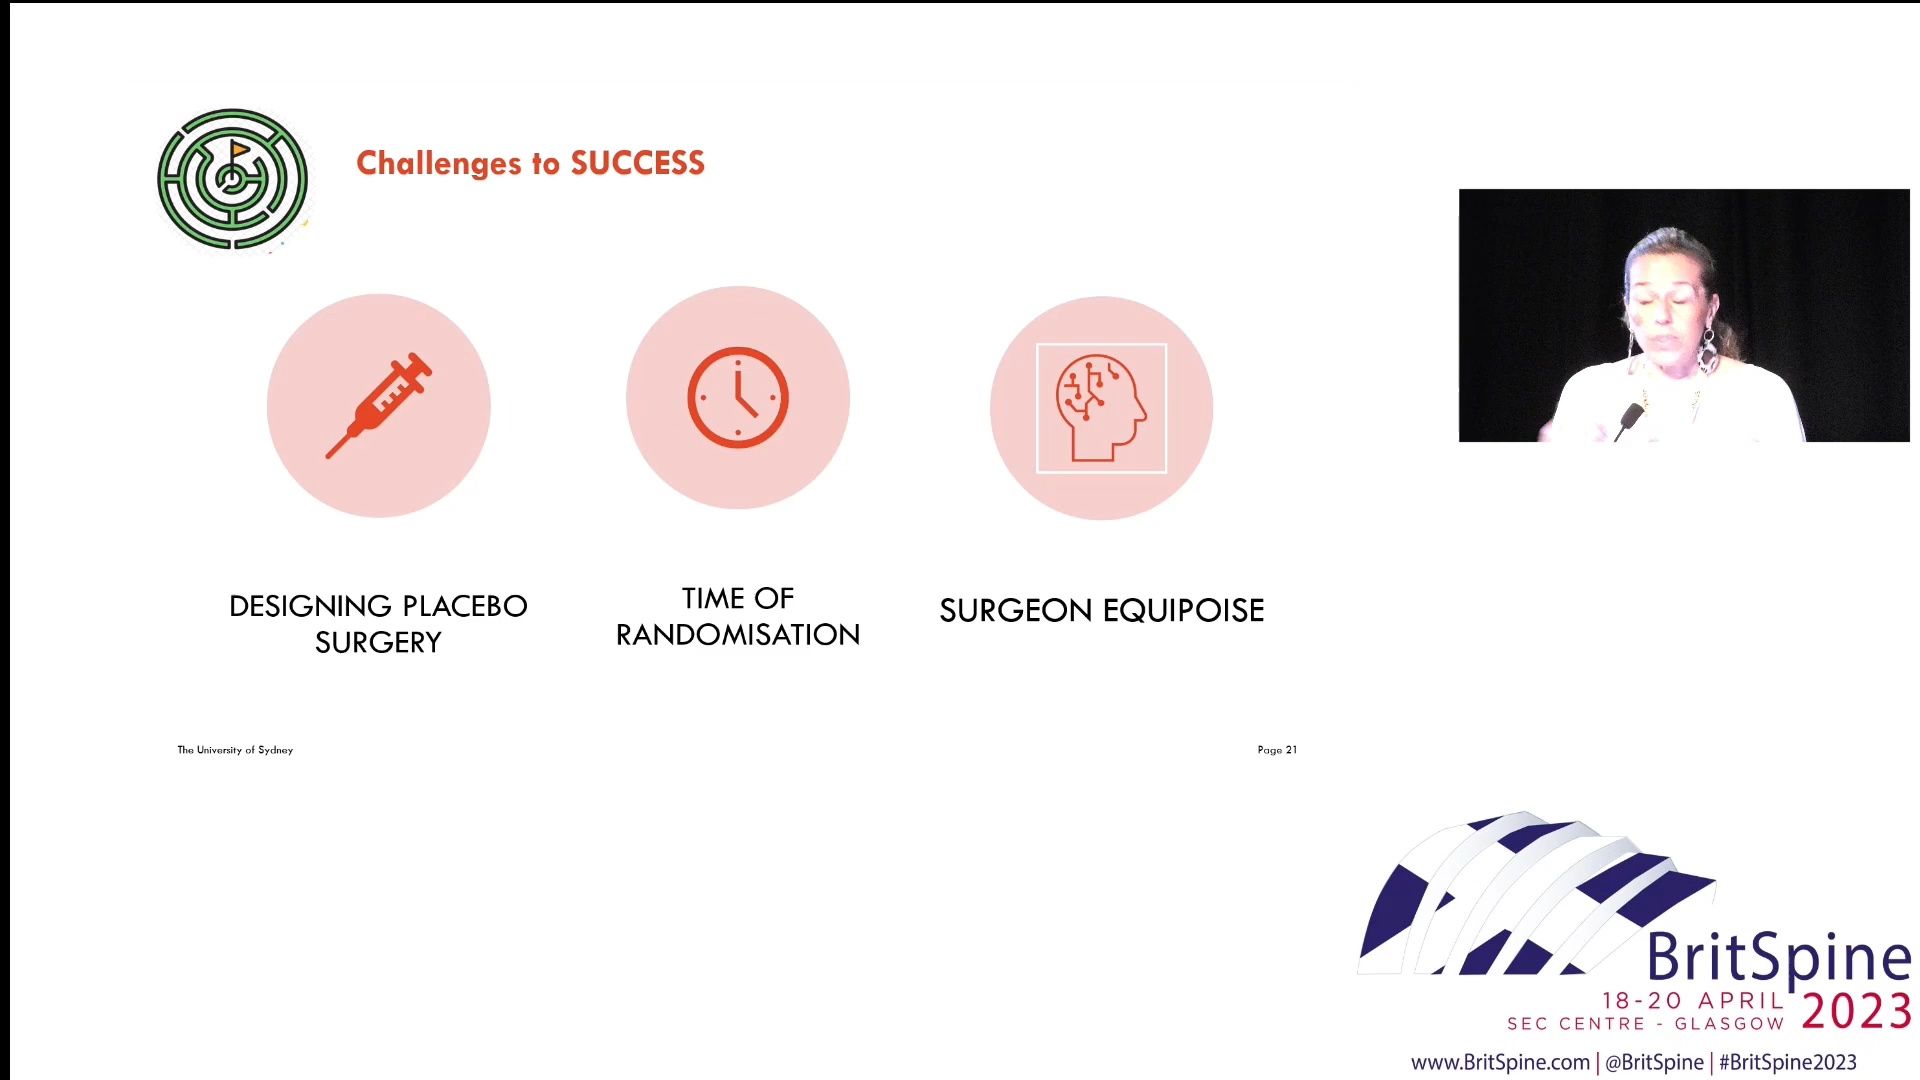 Challenges to SUCCESS
DESIGNING PLACEBO
SURGERY
TIME OF
RANDOMISATION
SURGEON EQUIPOISE
The University of Sydney
Page 21
BritSpine
18-20 APRIL
SEC CENTRE - GLASGOW
2023
www.BritSpine.com | @BritSpine | #BritSpine2023